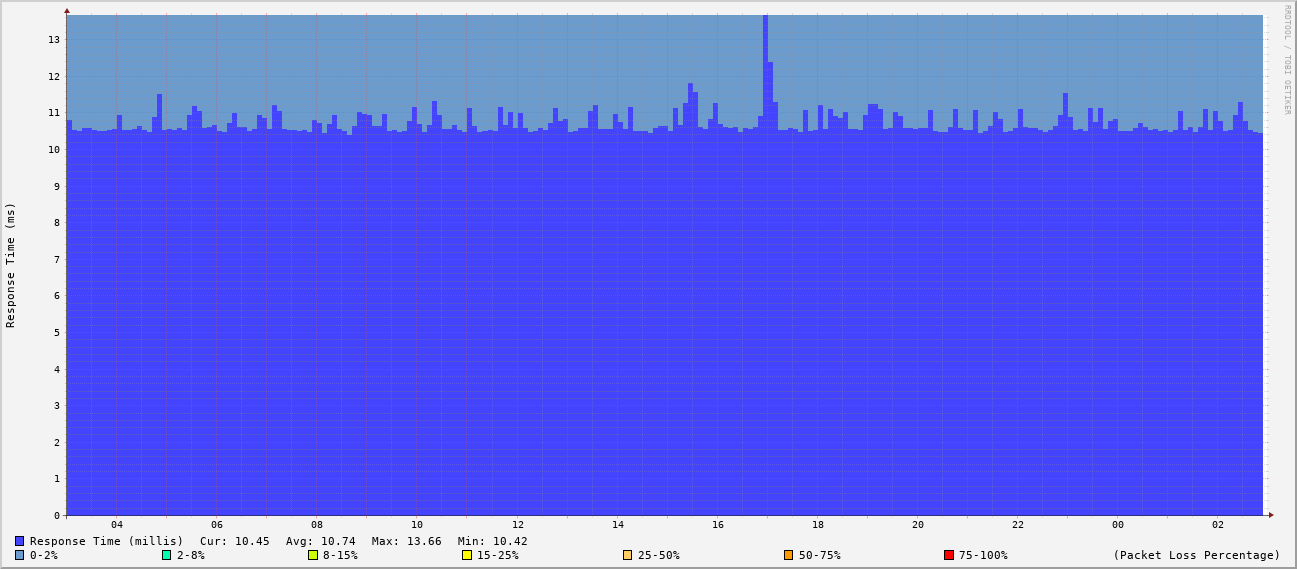 RRDTOOL / TOBI OETIKER
Response Time (ms)
13
12
11
10
9
8
7
6
5
4
3
2
1
0
04 06 08 10 12 14 16 18 20 22 00 02
Response Time (millis) Cur: 10.45 Avg: 10.74 Max: 13.66 Min: 10.42
0-2% 2-8% 8-15% 15-25% 25-50% 50-75% 75-100% (Packet Loss Percentage)